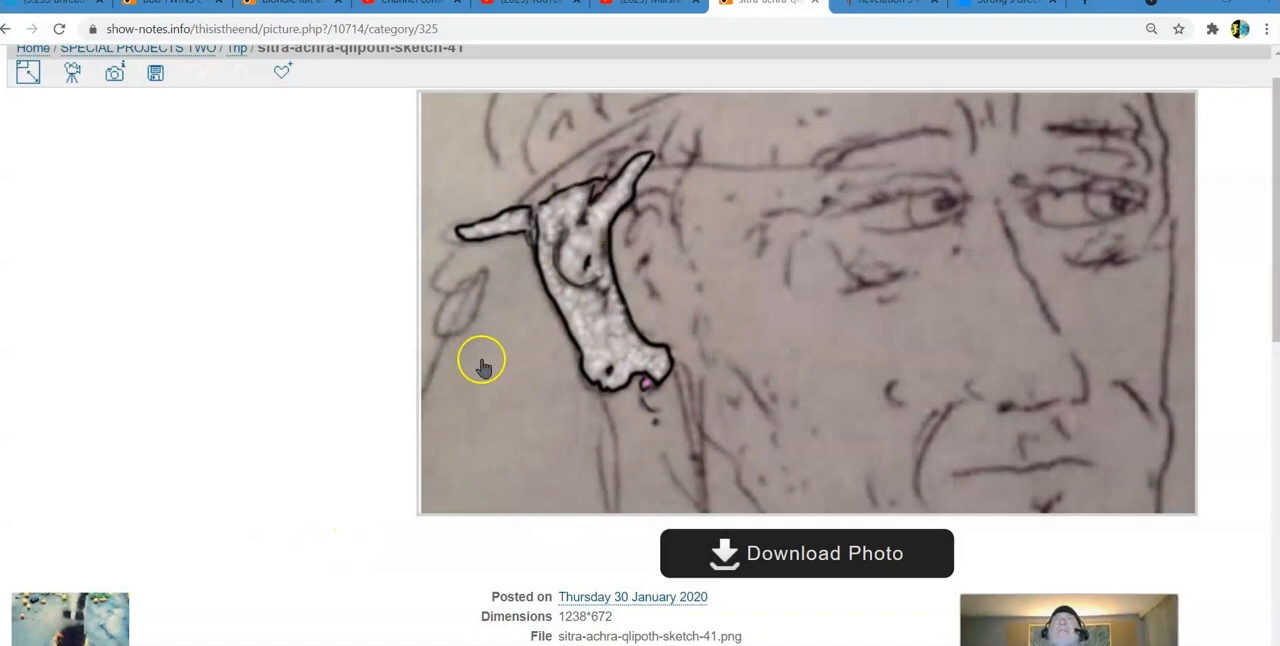 show-notes.info/thisistheend/picture.php?/10714/category/325
Home / SPECIAL PROJECTS TWO / Trip / sitra-achra-qlipoth-sketch-41
Download Photo
Posted on Thursday 30 January 2020
Dimensions 1238*672
File sitra-achra-qlipoth-sketch-41.png